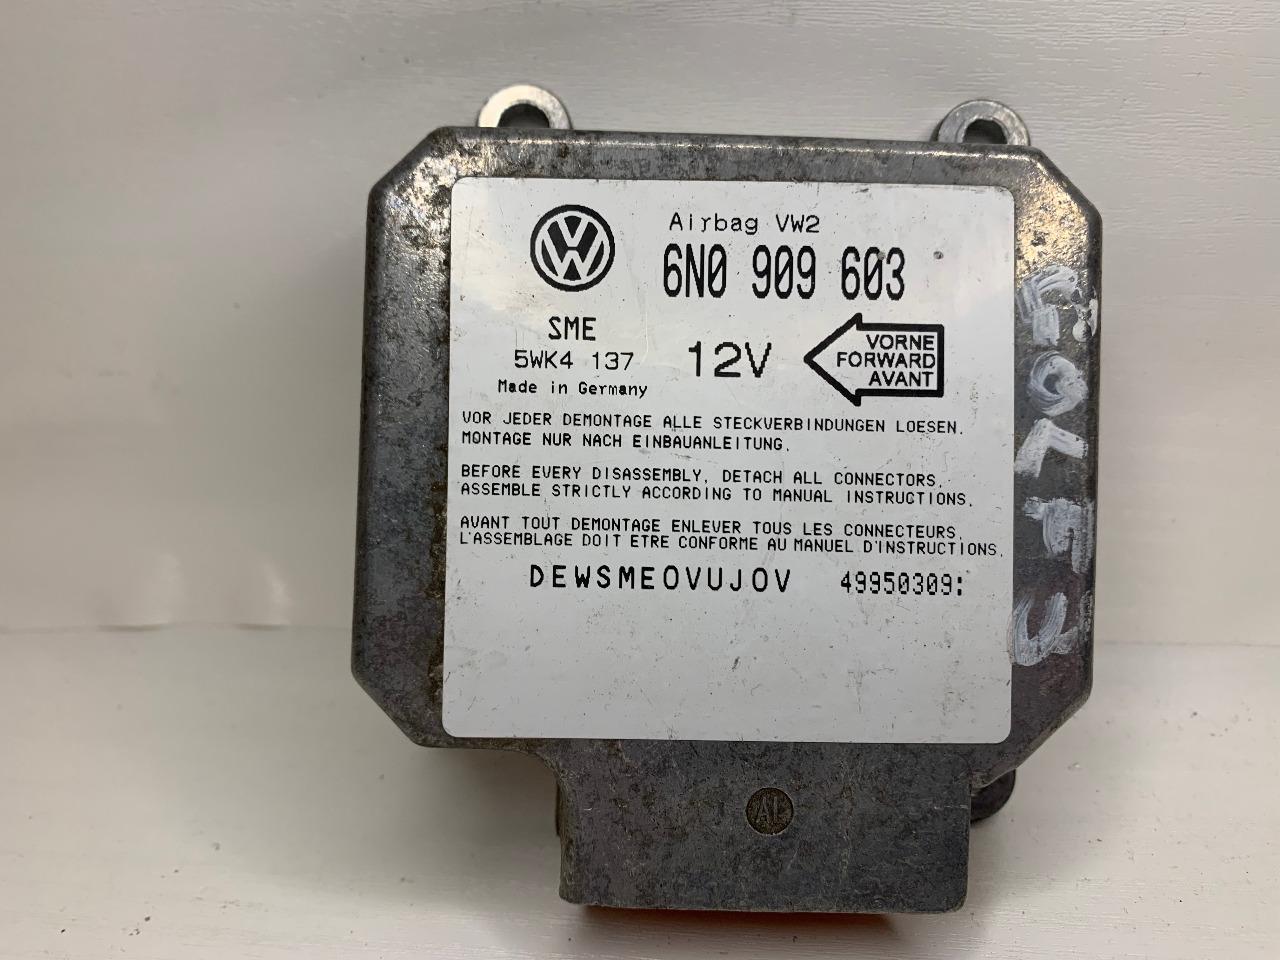 Airbag VW2
6N0 909 603
SME
5WK4 137
Made in Germany
12V
VORNE
FORWARD
AVANT
VOR JEDER DEMONTAGE ALLE STECKVERBINDUNGEN LOESEN.
MONTAGE NUR NACH EINBAUANLEITUNG.
BEFORE EVERY DISASSEMBLY, DETACH ALL CONNECTORS.
ASSEMBLE STRICTLY ACCORDING TO MANUAL INSTRUCTIONS.
AVANT TOUT DEMONTAGE ENLEVER TOUS LES CONNECTEURS.
L'ASSEMBLAGE DOIT ETRE CONFORME AU MANUEL D'INSTRUCTIONS.
DEWSME0VUJ0V 49950309:
AL